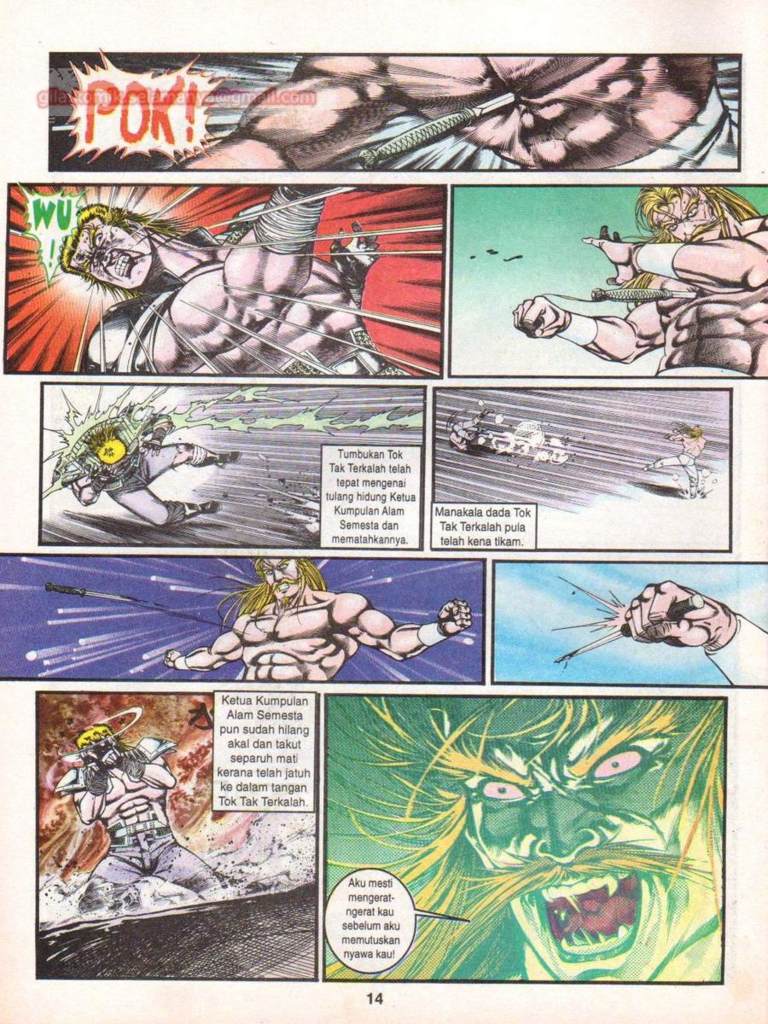 POK!
WU
!
Tumbukan Tok
Tak Terkalah telah
tepat mengenai
tulang hidung Ketua
Kumpulan Alam
Semesta dan
mematahkannya.
Manakala dada Tok
Tak Terkalah pula
telah kena tikam.
Ketua Kumpulan
Alam Semesta
pun sudah hilang
akal dan takut
separuh mati
kerana telah jatuh
ke dalam tangan
Tok Tak Terkalah.
Aku mesti
mengerat-
ngerat kau
sebelum aku
memutuskan
nyawa kau!
14